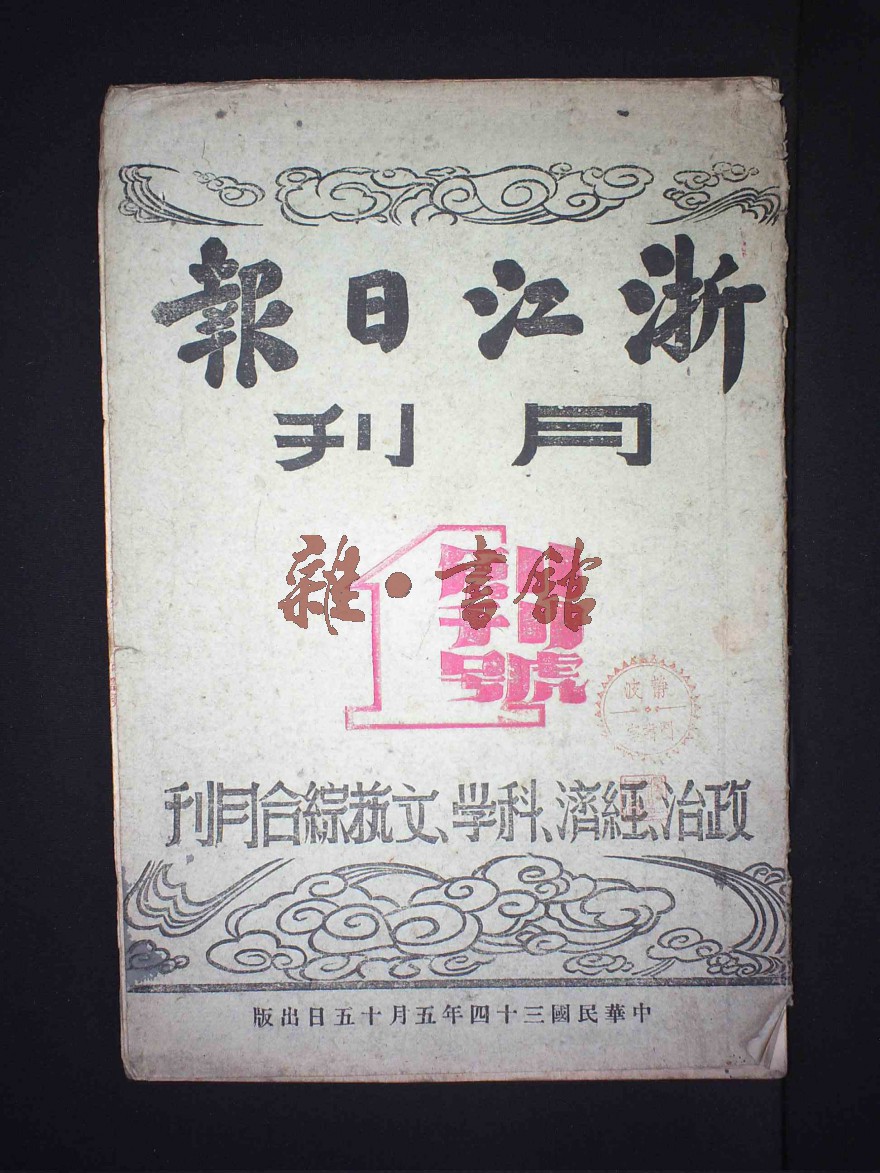 浙江日報
月刊
1
創刊號
雜·書館
政治、經濟、科学、文藝綜合月刊
中華民國三十四年五月十五日出版